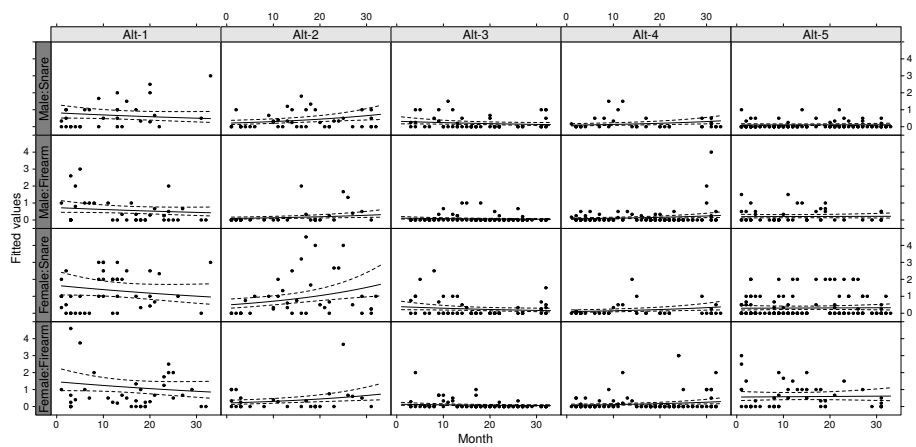 0 10 20 30 0 10 20 30
Alt-1 Alt-2 Alt-3 Alt-4 Alt-5
Male:Snare
0 1 2 3 4
Male:Firearm
0 1 2 3 4
Female:Snare
0 1 2 3 4
Female:Firearm
0 1 2 3 4
Fitted values
0 10 20 30 0 10 20 30 0 10 20 30
Month